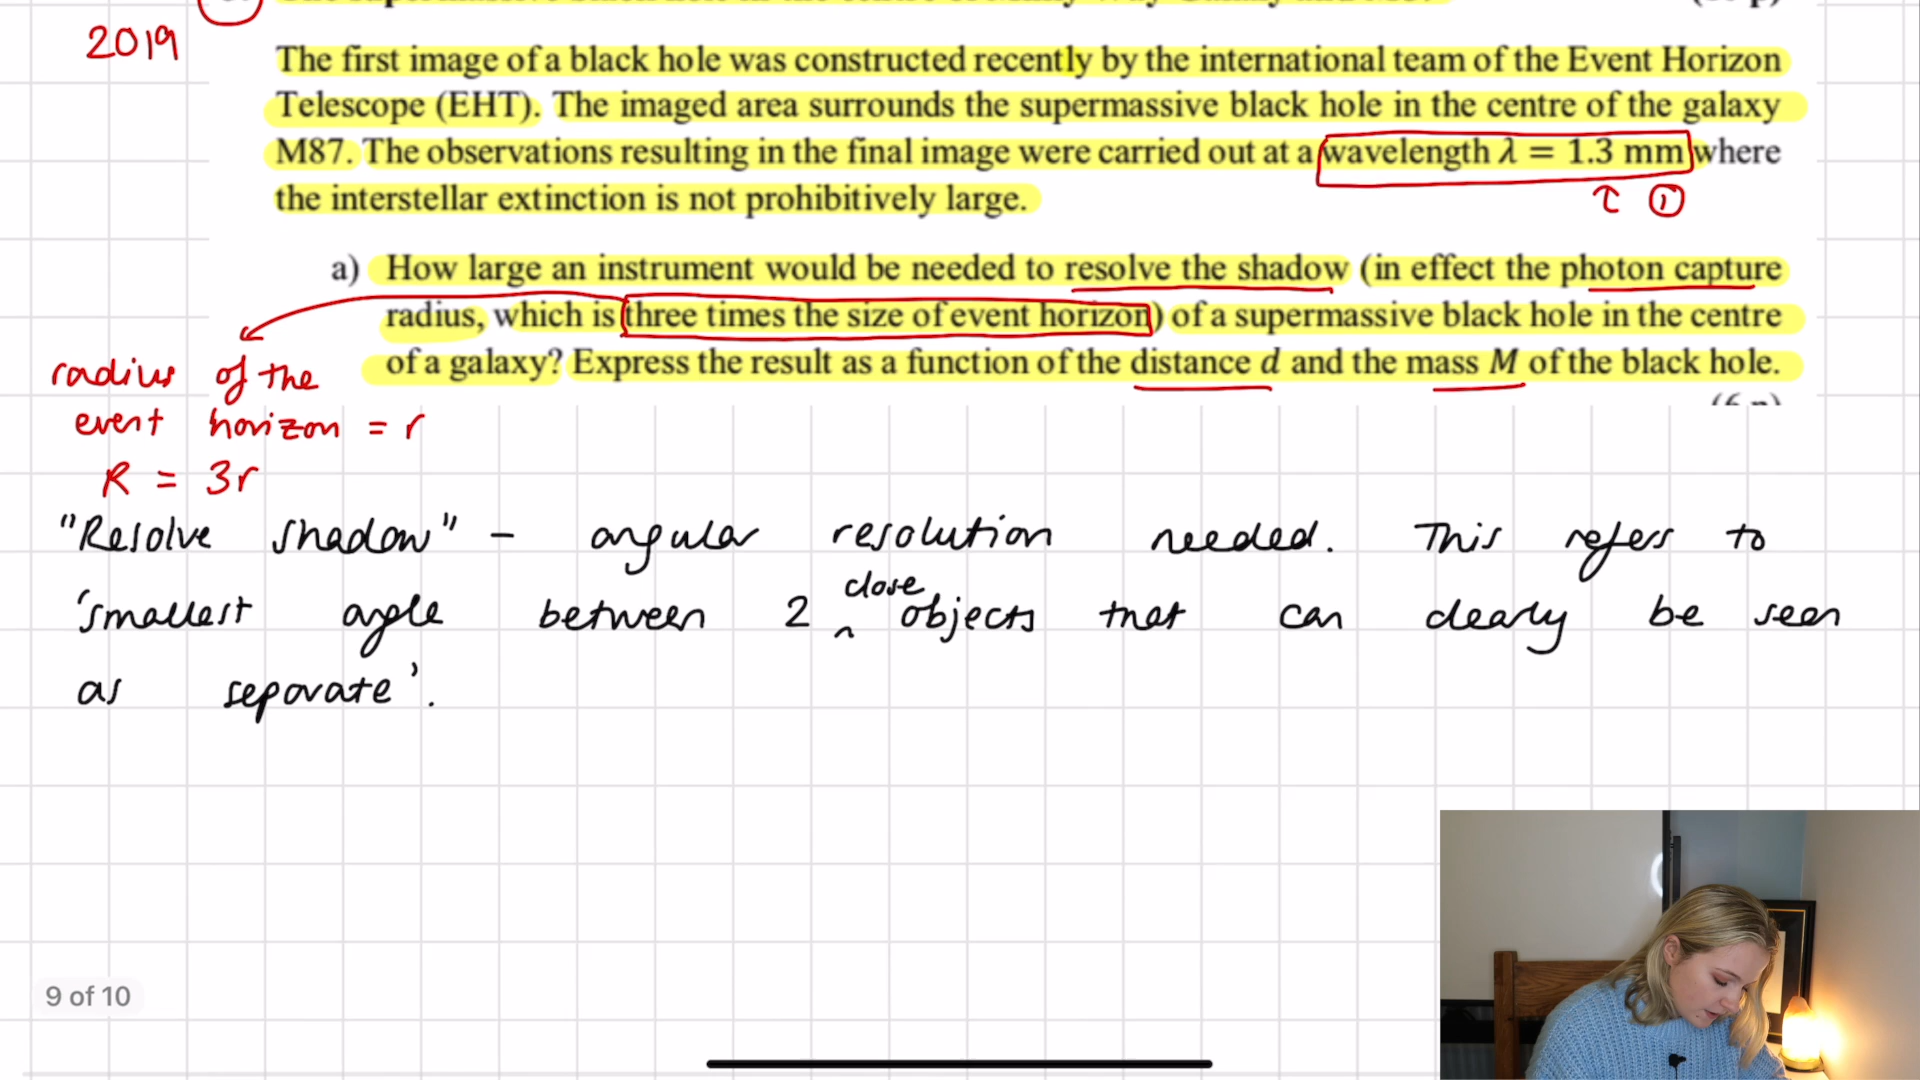 2019
The first image of a black hole was constructed recently by the international team of the Event Horizon
Telescope (EHT). The imaged area surrounds the supermassive black hole in the centre of the galaxy
M87. The observations resulting in the final image were carried out at a wavelength λ = 1.3 mm where
the interstellar extinction is not prohibitively large.
①
a) How large an instrument would be needed to resolve the shadow (in effect the photon capture
radius, which is three times the size of event horizon) of a supermassive black hole in the centre
of a galaxy? Express the result as a function of the distance d and the mass M of the black hole.
radius of the
event horizon = r
R = 3r
"Resolve shadow" - angular resolution needed. This refers to
'smallest angle between 2 ^close objects that can clearly be seen
as separate'.
9 of 10